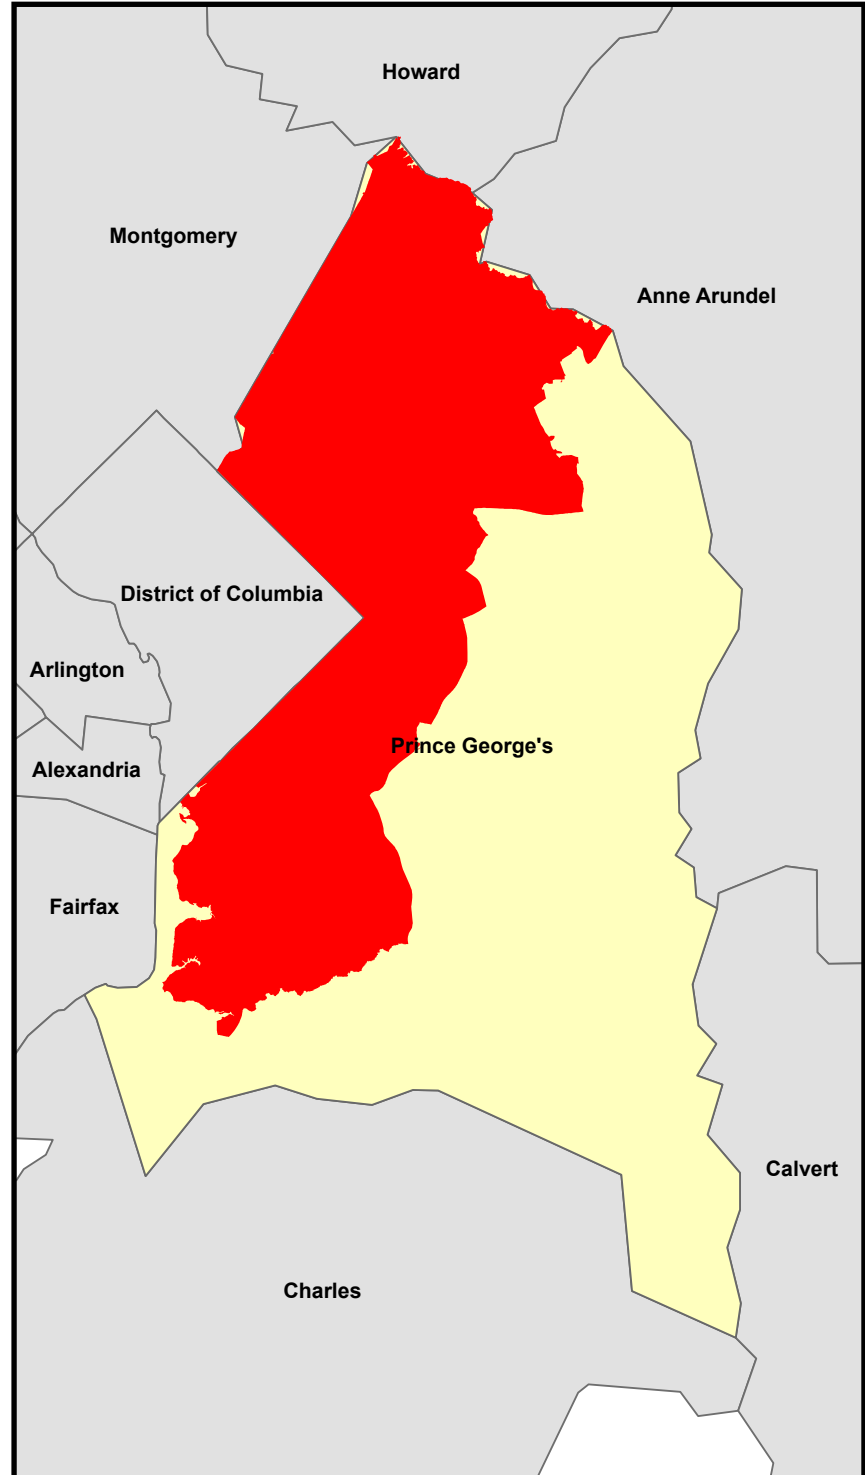 Howard
Montgomery
Anne Arundel
District of Columbia
Arlington
Prince George's
Alexandria
Fairfax
Calvert
Charles